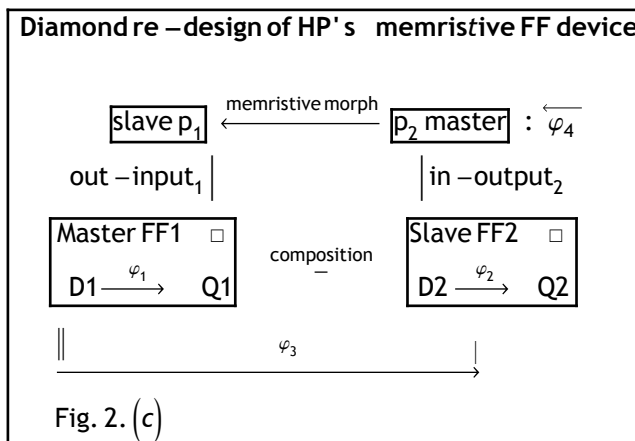 Diamond re –design of HP's memristive FF device
memristive morph
slave p₁ ← p₂ master : φ₄
out –input₁ | | in –output₂
Master FF1 □ Slave FF2 □
composition
–
φ₁ φ₂
D1 → Q1 D2 → Q2
|| φ₃ |
Fig. 2. (c)